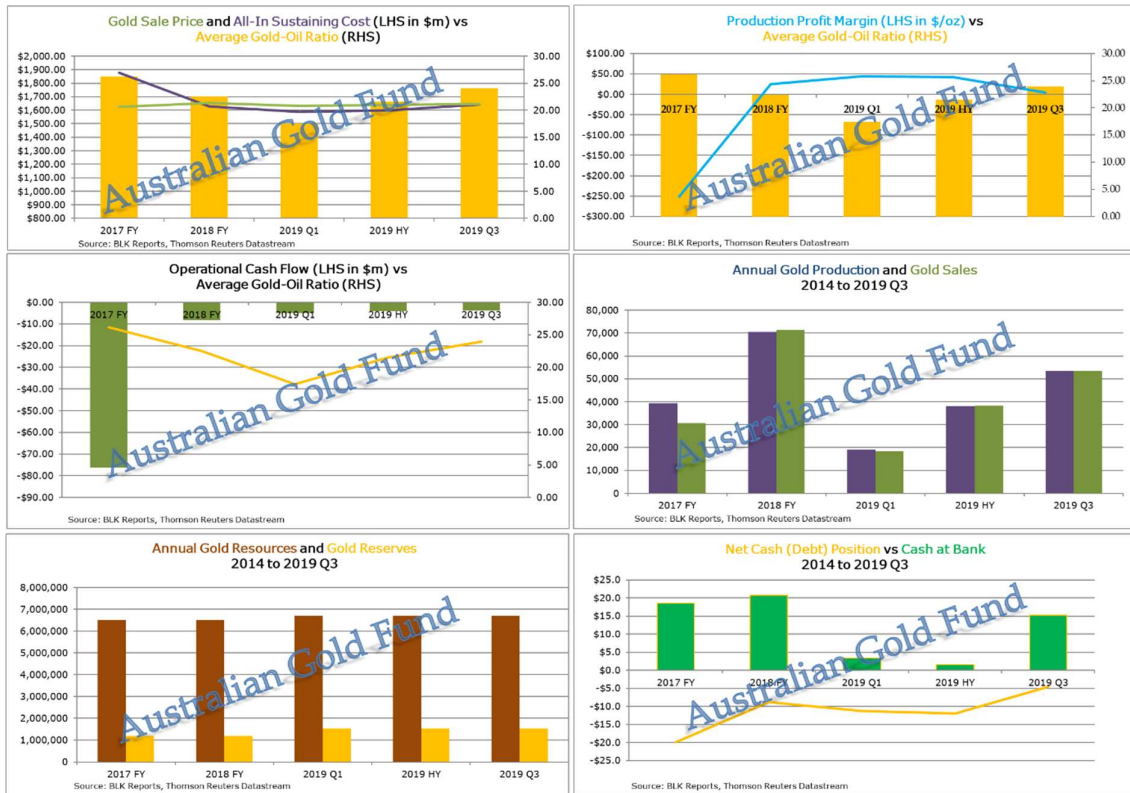 Gold Sale Price and All-In Sustaining Cost (LHS in $m) vs
Average Gold-Oil Ratio (RHS)
$2,000.00
$1,900.00
$1,800.00
$1,700.00
$1,600.00
$1,500.00
$1,400.00
$1,300.00
$1,200.00
$1,100.00
$1,000.00
$900.00
$800.00
30.00
25.00
20.00
15.00
10.00
5.00
0.00
2017 FY 2018 FY 2019 Q1 2019 HY 2019 Q3
Australian Gold Fund
Source: BLK Reports, Thomson Reuters Datastream
Production Profit Margin (LHS in $/oz) vs
Average Gold-Oil Ratio (RHS)
$100.00
$50.00
$0.00
-$50.00
-$100.00
-$150.00
-$200.00
-$250.00
-$300.00
30.00
25.00
20.00
15.00
10.00
5.00
0.00
2017 FY 2018 FY 2019 Q1 2019 HY 2019 Q3
Australian Gold Fund
Source: BLK Reports, Thomson Reuters Datastream
Operational Cash Flow (LHS in $m) vs
Average Gold-Oil Ratio (RHS)
$0.00
-$10.00
-$20.00
-$30.00
-$40.00
-$50.00
-$60.00
-$70.00
-$80.00
-$90.00
30.00
25.00
20.00
15.00
10.00
5.00
0.00
2017 FY 2018 FY 2019 Q1 2019 HY 2019 Q3
Australian Gold Fund
Source: BLK Reports, Thomson Reuters Datastream
Annual Gold Production and Gold Sales
2014 to 2019 Q3
80,000
70,000
60,000
50,000
40,000
30,000
20,000
10,000
0
2017 FY 2018 FY 2019 Q1 2019 HY 2019 Q3
Australian Gold Fund
Source: BLK Reports, Thomson Reuters Datastream
Annual Gold Resources and Gold Reserves
2014 to 2019 Q3
8,000,000
7,000,000
6,000,000
5,000,000
4,000,000
3,000,000
2,000,000
1,000,000
0
2017 FY 2018 FY 2019 Q1 2019 HY 2019 Q3
Australian Gold Fund
Source: BLK Reports, Thomson Reuters Datastream
Net Cash (Debt) Position vs Cash at Bank
2014 to 2019 Q3
$25.0
$20.0
$15.0
$10.0
$5.0
$0.0
-$5.0
-$10.0
-$15.0
-$20.0
-$25.0
2017 FY 2018 FY 2019 Q1 2019 HY 2019 Q3
Australian Gold Fund
Source: BLK Reports, Thomson Reuters Datastream